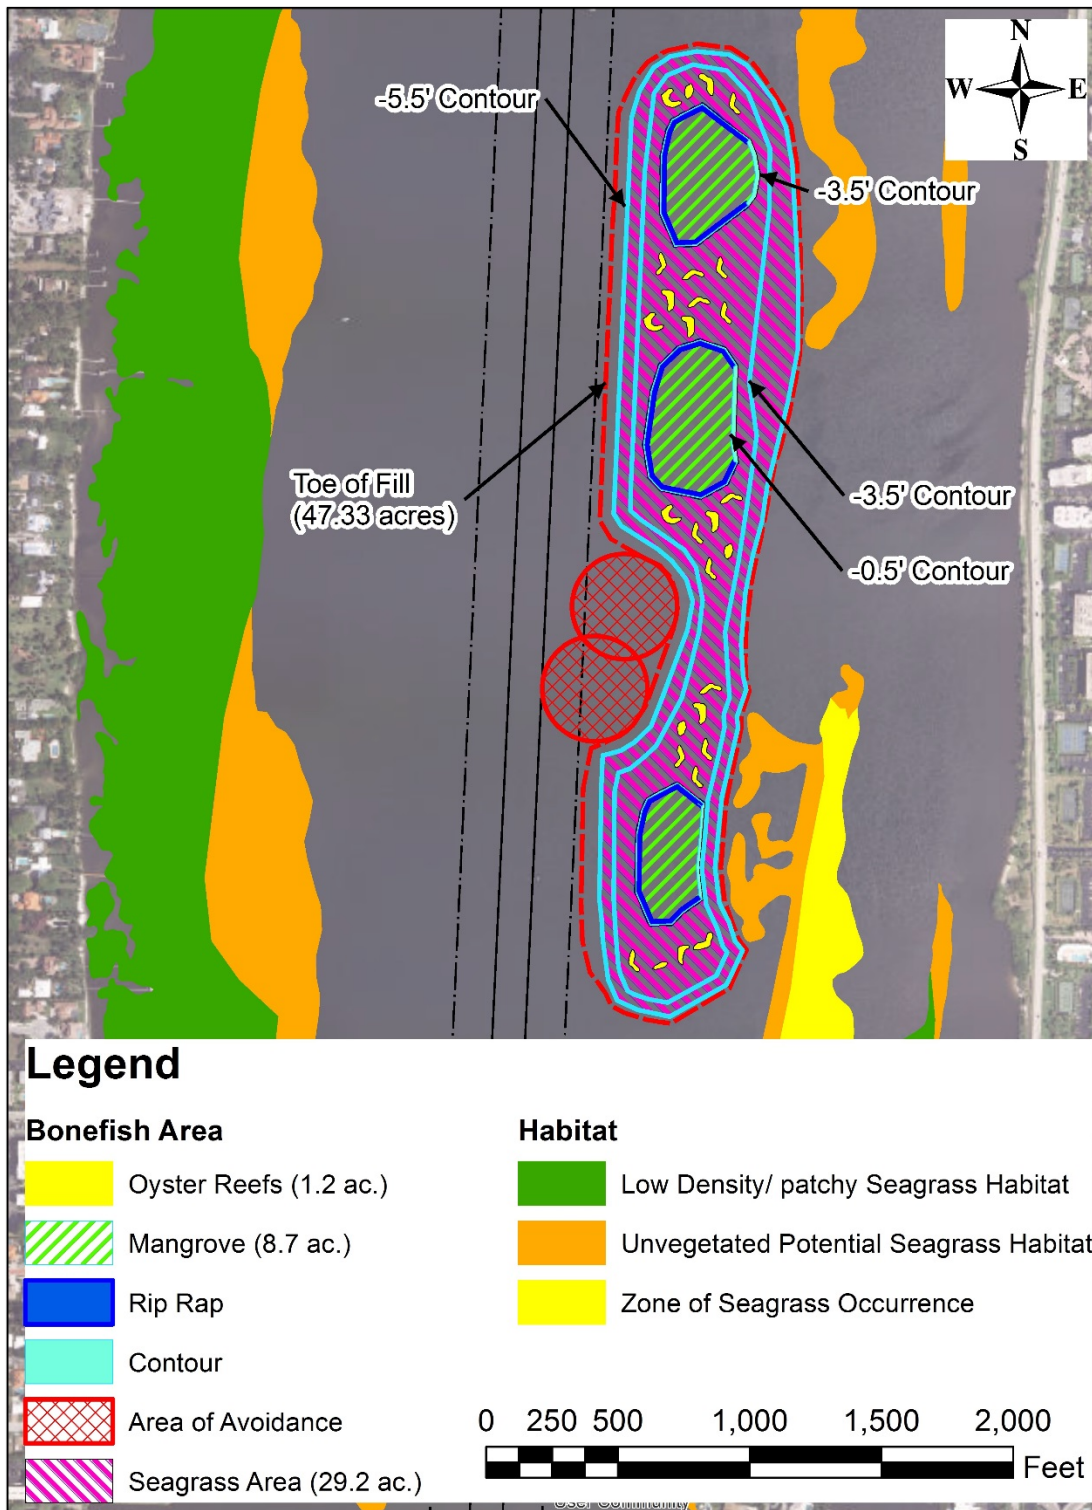 N
W E
S
-5.5' Contour
-3.5' Contour
Toe of Fill
(47.33 acres)
-3.5' Contour
-0.5' Contour
Legend
Bonefish Area
Oyster Reefs (1.2 ac.)
Mangrove (8.7 ac.)
Rip Rap
Contour
Area of Avoidance
Seagrass Area (29.2 ac.)
Habitat
Low Density/ patchy Seagrass Habitat
Unvegetated Potential Seagrass Habitat
Zone of Seagrass Occurrence
0 250 500 1,000 1,500 2,000
Feet
User Community